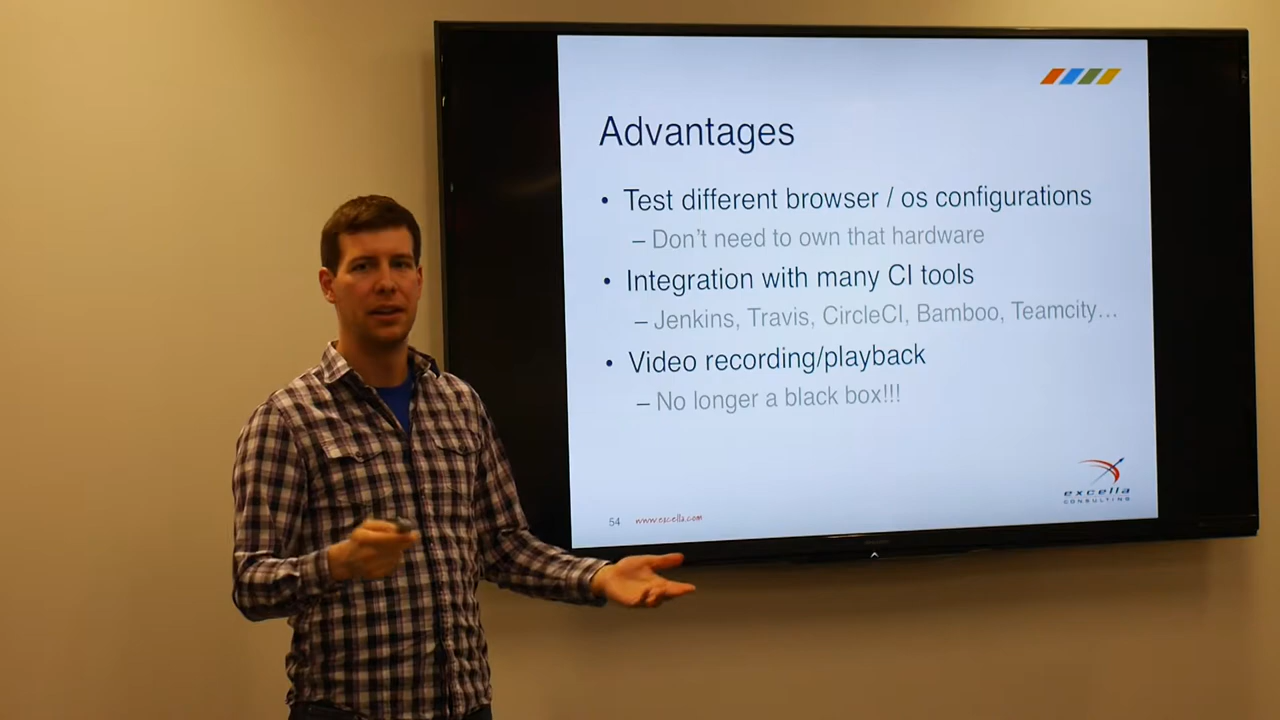 Advantages
• Test different browser / os configurations
– Don't need to own that hardware
• Integration with many CI tools
– Jenkins, Travis, CircleCI, Bamboo, Teamcity…
• Video recording/playback
– No longer a black box!!!
excella
CONSULTING
54 www.excella.com